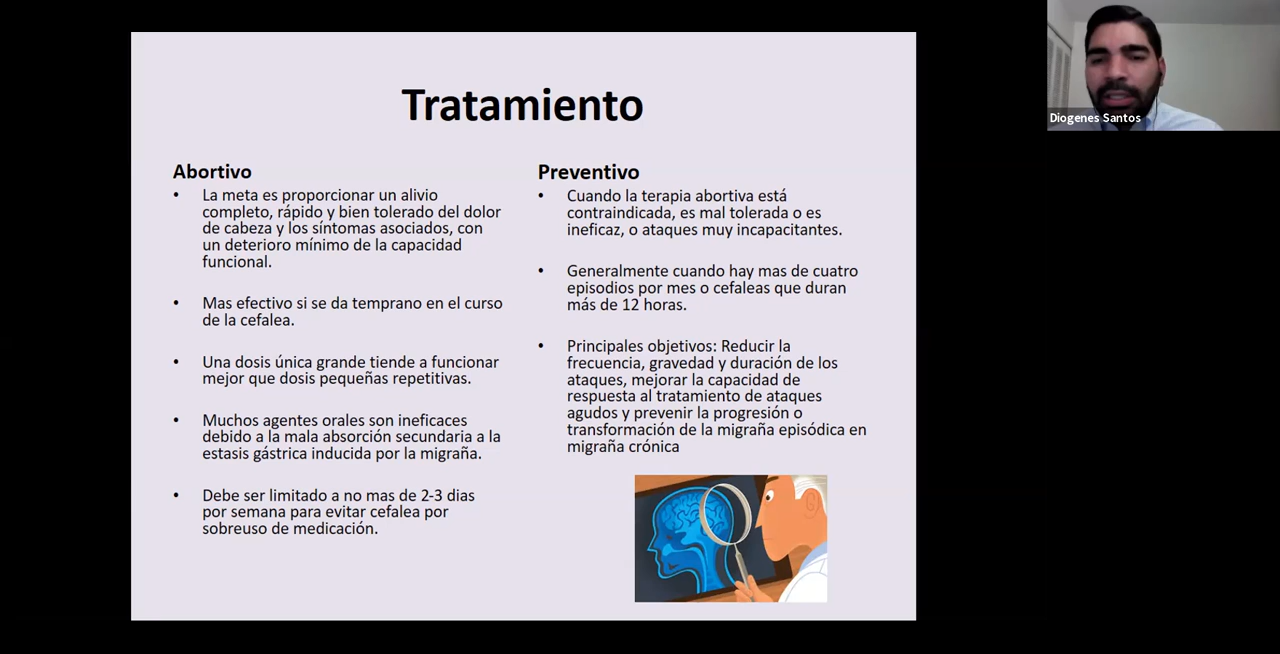 Tratamiento
Abortivo
• La meta es proporcionar un alivio
completo, rápido y bien tolerado del dolor
de cabeza y los síntomas asociados, con
un deterioro mínimo de la capacidad
funcional.
• Mas efectivo si se da temprano en el curso
de la cefalea.
• Una dosis única grande tiende a funcionar
mejor que dosis pequeñas repetitivas.
• Muchos agentes orales son ineficaces
debido a la mala absorción secundaria a la
estasis gástrica inducida por la migraña.
• Debe ser limitado a no mas de 2-3 dias
por semana para evitar cefalea por
sobreuso de medicación.
Preventivo
• Cuando la terapia abortiva está
contraindicada, es mal tolerada o es
ineficaz, o ataques muy incapacitantes.
• Generalmente cuando hay mas de cuatro
episodios por mes o cefaleas que duran
más de 12 horas.
• Principales objetivos: Reducir la
frecuencia, gravedad y duración de los
ataques, mejorar la capacidad de
respuesta al tratamiento de ataques
agudos y prevenir la progresión o
transformación de la migraña episódica en
migraña crónica
Diogenes Santos